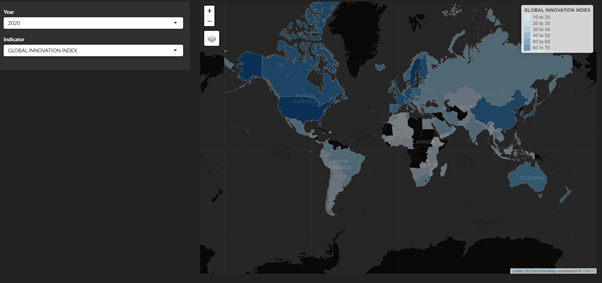 Year
2020
Indicator
GLOBAL INNOVATION INDEX
+
−
GLOBAL INNOVATION INDEX
10 to 20
20 to 30
30 to 40
40 to 50
50 to 60
60 to 70
OCEANIA
Leaflet | © OpenStreetMap contributors © CARTO